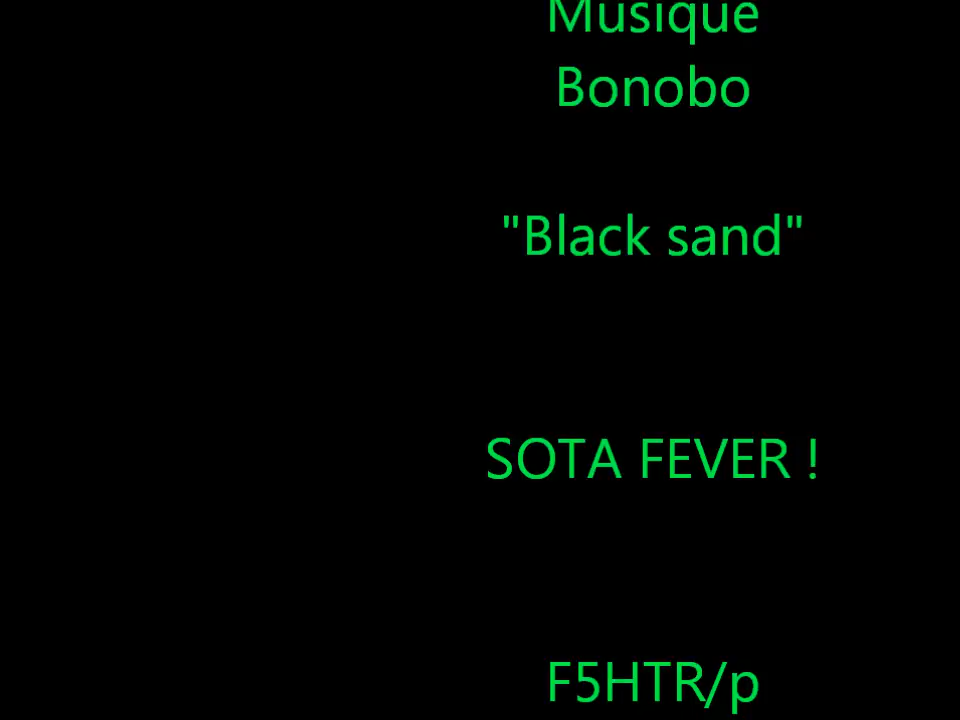 Musique
Bonobo
"Black sand"
SOTA FEVER !
F5HTR/p